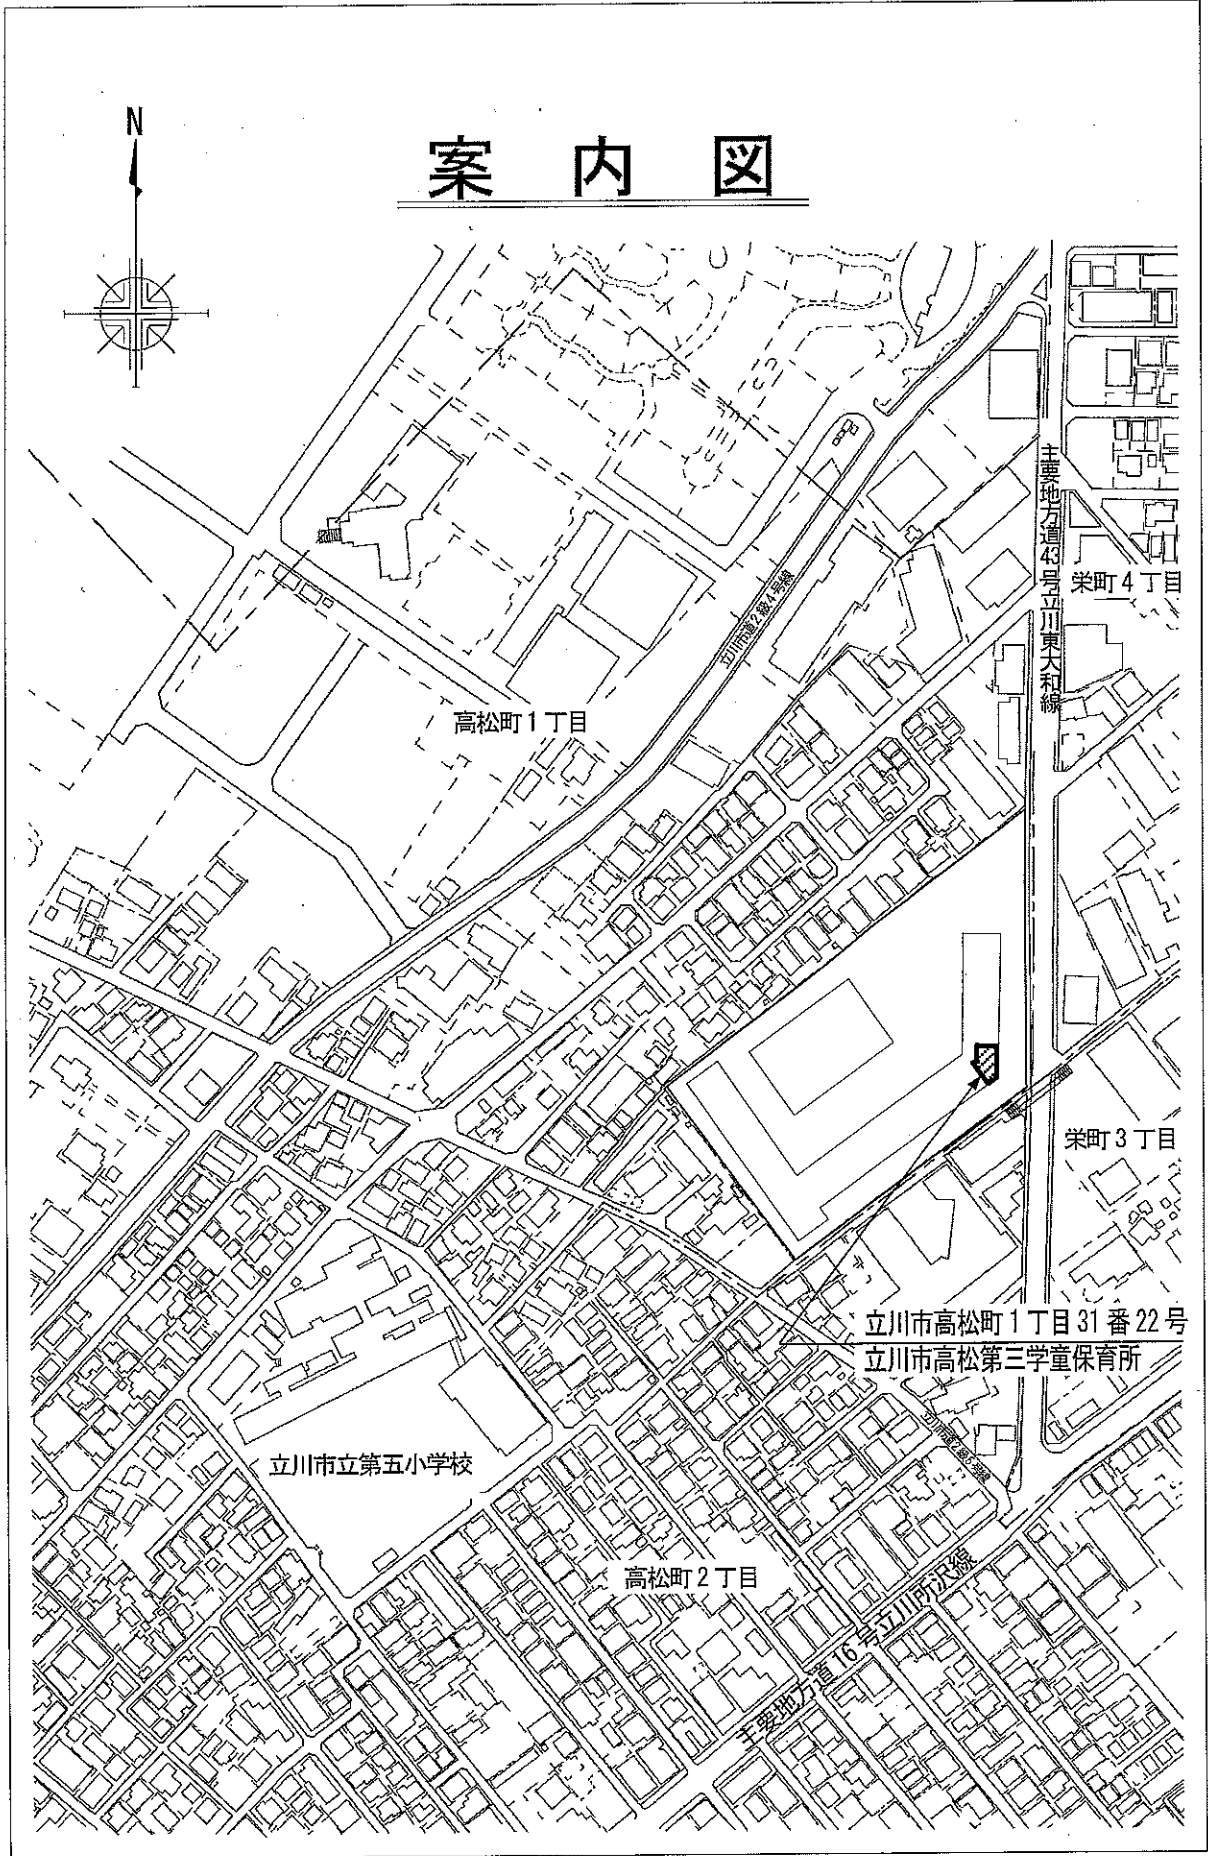 N
案内図
主要地方道43号立川東大和線
栄町4丁目
立川市道2級4号線
高松町1丁目
栄町3丁目
立川市高松町1丁目31番22号
立川市高松第三学童保育所
立川市立第五小学校
高松町2丁目
主要地方道16号立川所沢線